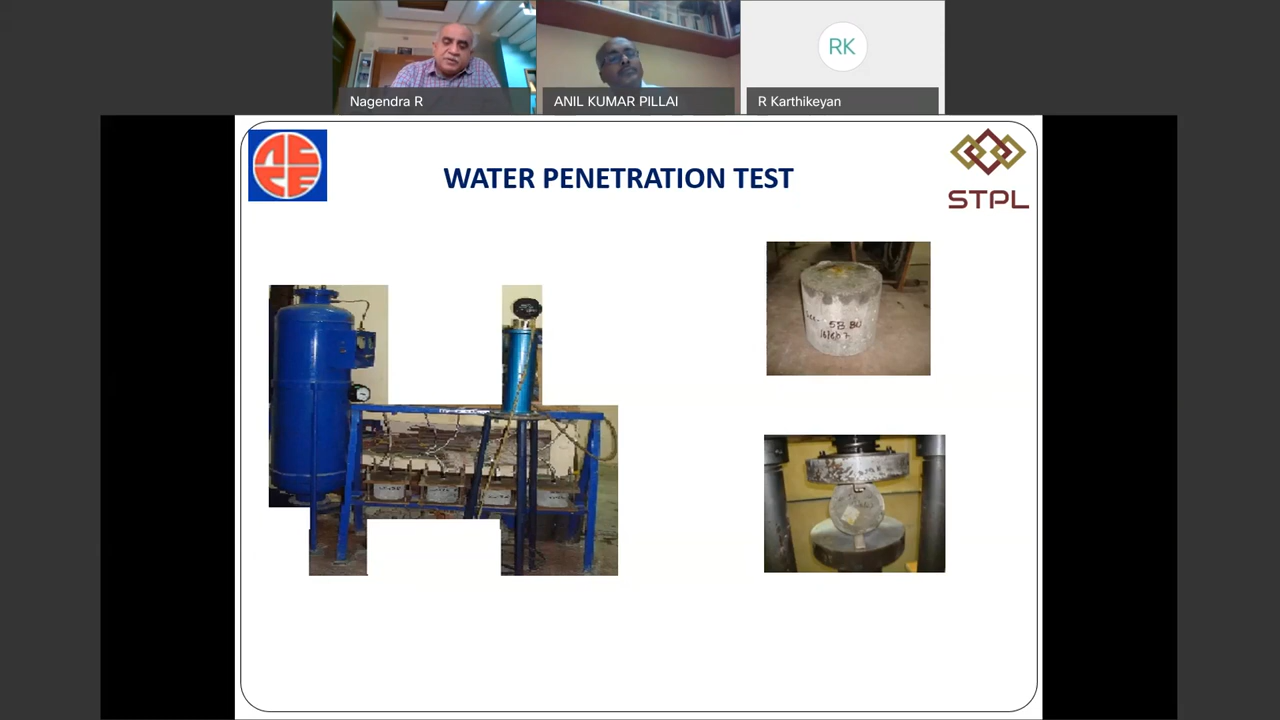 Nagendra R
ANIL KUMAR PILLAI
RK
R Karthikeyan
WATER PENETRATION TEST
STPL